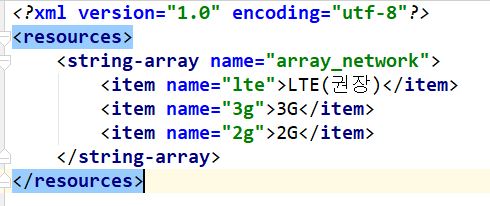 <?xml version="1.0" encoding="utf-8"?>
<resources>
<string-array name="array_network">
<item name="lte">LTE(권장)</item>
<item name="3g">3G</item>
<item name="2g">2G</item>
</string-array>
</resources>